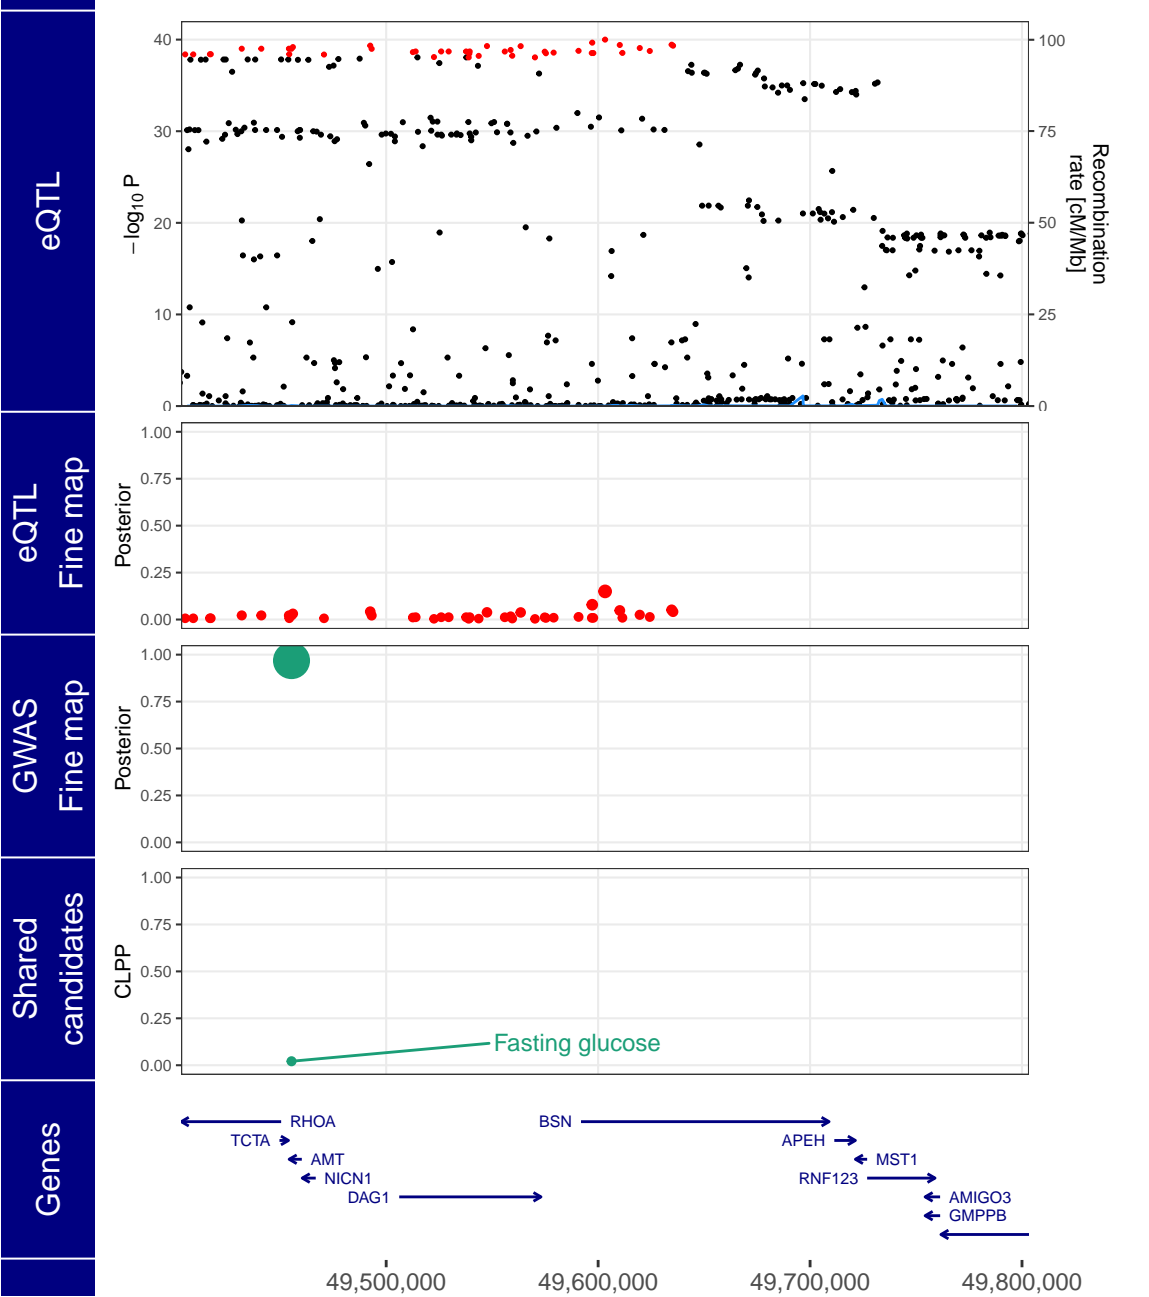 eQTL
−log10 P
40
30
20
10
0
100
75
50
25
0
Recombination
rate [cM/Mb]
eQTL
Fine map
Posterior
1.00
0.75
0.50
0.25
0.00
GWAS
Fine map
Posterior
1.00
0.75
0.50
0.25
0.00
Shared
candidates
CLPP
1.00
0.75
0.50
0.25
0.00
Fasting glucose
Genes
RHOA
BSN
TCTA
APEH
AMT
MST1
NICN1
RNF123
DAG1
AMIGO3
GMPPB
49,500,000
49,600,000
49,700,000
49,800,000